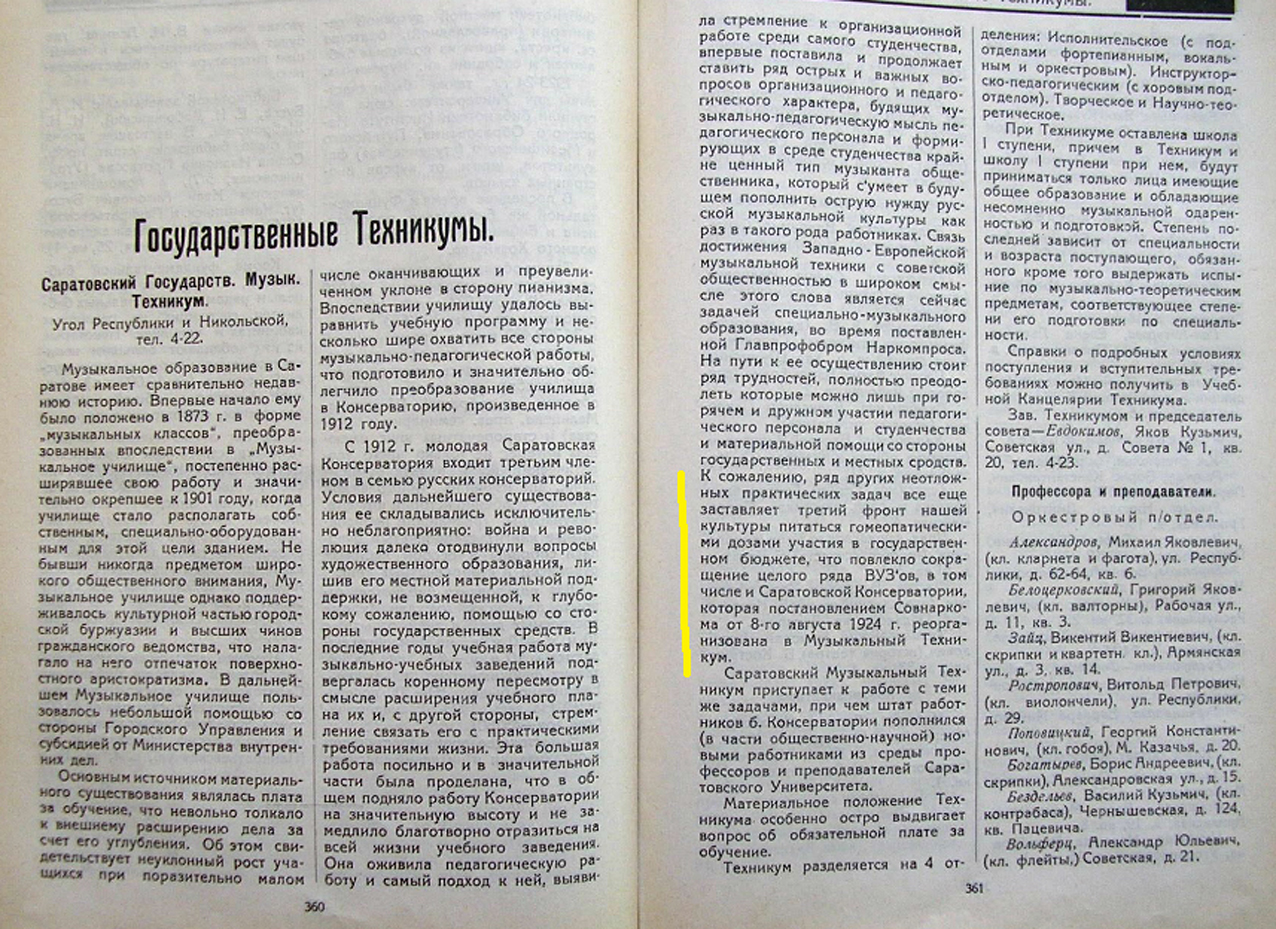 Государственные Техникумы.
Саратовский Государств. Музык.
Техникум.
Угол Республики и Никольской,
тел. 4-22.
Музыкальное образование в Са-
ратове имеет сравнительно недав-
нюю историю. Впервые начало ему
было положено в 1873 г. в форме
„музыкальных классов", преобра-
зованных впоследствии в „Музы-
кальное училище", постепенно рас-
ширявшее свою работу и значи-
тельно окрепшее к 1901 году, когда
училище стало располагать соб-
ственным, специально-оборудован-
ным для этой цели зданием. Не
бывши никогда предметом широ-
кого общественного внимания, Му-
зыкальное училище однако поддер-
живалось культурной частью город-
ской буржуазии и высших чинов
гражданского ведомства, что нала-
гало на него отпечаток поверхно-
стного аристократизма. В дальней-
шем Музыкальное училище поль-
зовалось небольшой помощью со
стороны Городского Управления и
субсидией от Министерства внутрен-
них дел.
Основным источником материаль-
ного существования являлась плата
за обучение, что невольно толкало
к внешнему расширению дела за
счет его углубления. Об этом сви-
детельствует неуклонный рост уча-
щихся при поразительно малом
числе оканчивающих и преувели-
ченном уклоне в сторону пианизма.
Впоследствии училищу удалось вы-
равнить учебную программу и не-
сколько шире охватить все стороны
музыкально-педагогической работы,
что подготовило и значительно об-
легчило преобразование училища
в Консерваторию, произведенное в
1912 году.
С 1912 г. молодая Саратовская
Консерватория входит третьим чле-
ном в семью русских консерваторий.
Условия дальнейшего существова-
ния ее складывались исключитель-
но неблагоприятно: война и рево-
люция далеко отодвинули вопросы
художественного образования, ли-
шив его местной материальной под-
держки, не возмещенной, к глубо-
кому сожалению, помощью со сто-
роны государственных средств. В
последние годы учебная работа му-
зыкально-учебных заведений под-
вергалась коренному пересмотру в
смысле расширения учебного пла-
на их и, с другой стороны, стрем-
ление связать его с практическими
требованиями жизни. Эта большая
работа посильно и в значительной
части была проделана, что в об-
щем подняло работу Консерватории
на значительную высоту и не за-
медлило благотворно отразиться на
всей жизни учебного заведения.
Она оживила педагогическую ра-
боту и самый подход к ней, выяви-
360
ла стремление к организационной
работе среди самого студенчества,
впервые поставила и продолжает
ставить ряд острых и важных во-
просов организационного и педаго-
гического характера, будящих му-
зыкально-педагогическую мысль пе-
дагогического персонала и форми-
рующих в среде студенчества край-
не ценный тип музыканта обще-
ственника, который с'умеет в буду-
щем пополнить острую нужду рус-
ской музыкальной культуры как
раз в такого рода работниках. Связь
достижения Западно-Европейской
музыкальной техники с советской
общественностью в широком смы-
сле этого слова является сейчас
задачей специально-музыкального
образования, во время поставлен-
ной Главпрофобром Наркомпроса.
На пути к ее осуществлению стоит
ряд трудностей, полностью преодо-
леть которые можно лишь при го-
рячем и дружном участии педагоги-
ческого персонала и студенчества
и материальной помощи со стороны
государственных и местных сродств.
К сожалению, ряд других неотлож-
ных практических задач все еще
заставляет третий фронт нашей
культуры питаться гомеопатически-
ми дозами участия в государствен-
ном бюджете, что повлекло сокра-
щение целого ряда ВУЗ'ов, в том
числе и Саратовской Консерватории,
которая постановлением Совнарко-
ма от 8-го августа 1924 г. реорга-
низована в Музыкальный Техни-
кум.
Саратовский Музыкальный Тех-
никум приступает к работе с теми
же задачами, при чем штат работ-
ников б. Консерватории пополнился
(в части общественно-научной) но-
выми работниками из среды про-
фессоров и преподавателей Сара-
товского Университета.
Материальное положение Тех-
никума особенно остро выдвигает
вопрос об обязательной плате за
обучение.
Техникум разделяется на 4 от-
деления: Исполнительское (с под-
отделами фортепианным, вокаль-
ным и оркестровым). Инструктор-
ско-педагогическим (с хоровым под-
отделом). Творческое и Научно-тео-
ретическое.
При Техникуме оставлена школа
I ступени, причем в Техникум и
школу I ступени при нем, будут
приниматься только лица имеющие
общее образование и обладающие
несомненно музыкальной одарен-
ностью и подготовкой. Степень по-
следней зависит от специальности
и возраста поступающего, обязан-
ного кроме того выдержать испы-
ние по музыкально-теоретическим
предметам, соответствующее степе-
ни его подготовки по специаль-
ности.
Справки о подробных условиях
поступления и вступительных тре-
бованиях можно получить в Учеб-
ной Канцелярии Техникума.
Зав. Техникумом и председатель
совета—Евдокимов, Яков Кузьмич,
Советская ул., д. Совета № 1, кв.
20, тел. 4-23.
Профессора и преподаватели.
Оркестровый п/отдел.
Александров, Михаил Яковлевич,
(кл. кларнета и фагота), ул. Респуб-
лики, д. 62-64, кв. 6.
Белоцерковский, Григорий Яков-
левич, (кл. валторны), Рабочая ул.,
д. 11, кв. 3.
Зайц, Викентий Викентиевич, (кл.
скрипки и квартетн. кл.), Армянская
ул., д. 3, кв. 14.
Ростропович, Витольд Петрович,
(кл. виолончели), ул. Республики,
д. 29.
Поповицкий, Георгий Константи-
нович, (кл. гобоя), М. Казачья, д. 20.
Богатырев, Борис Андреевич, (кл.
скрипки), Александровская ул., д. 15.
Бездельев, Василий Кузьмич, (кл.
контрабаса), Чернышевская, д. 124,
кв. Пацевича.
Вольферц, Александр Юльевич,
(кл. флейты,) Советская, д. 21.
361